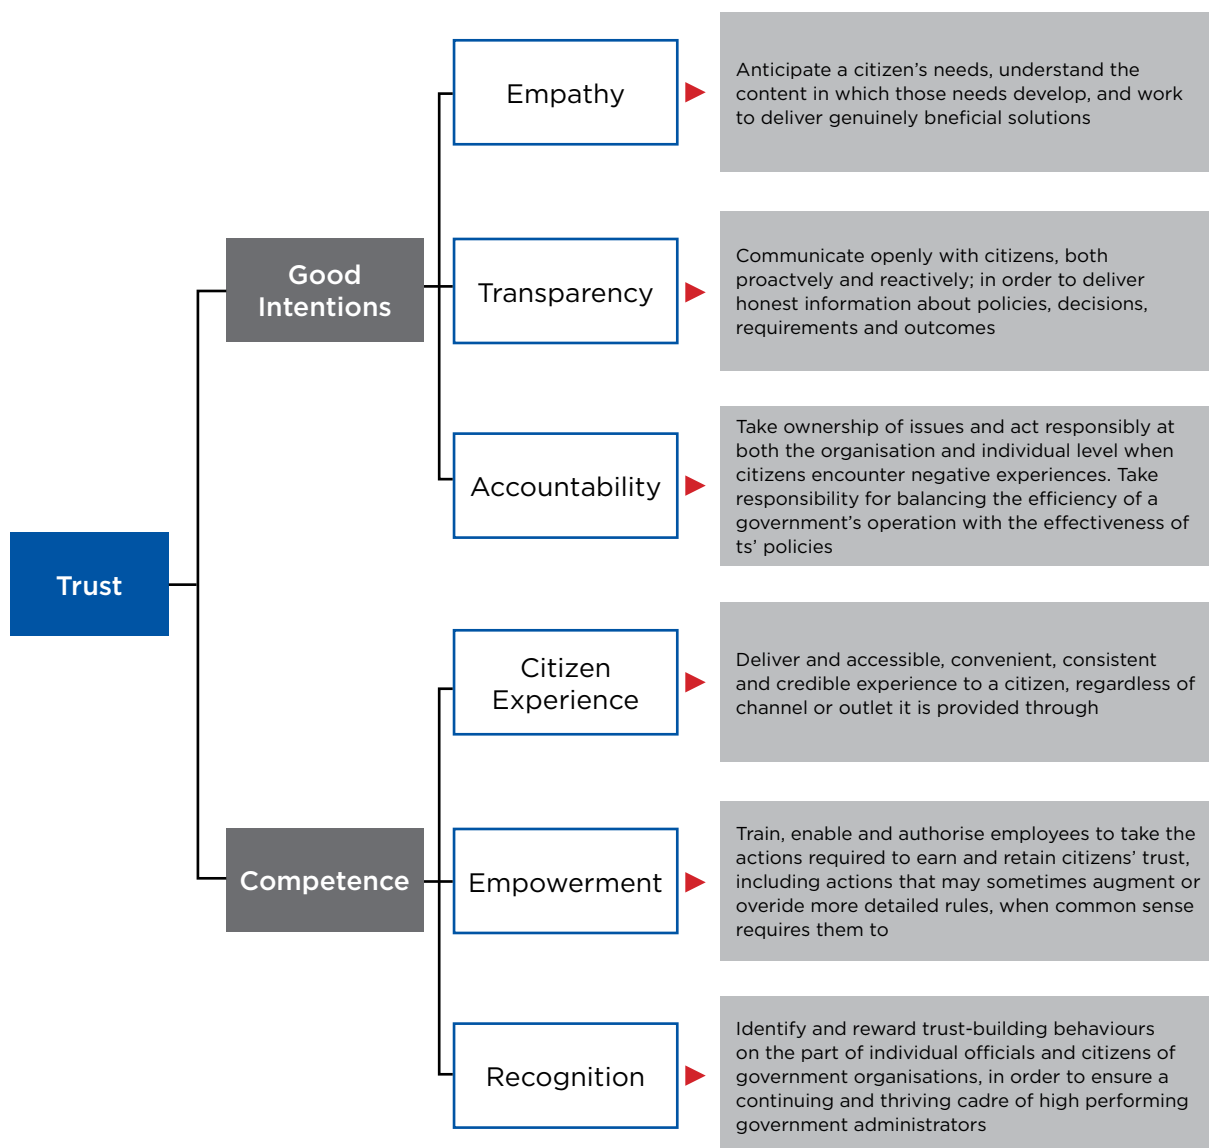 Trust
Good
Intentions
Empathy
Anticipate a citizen’s needs, understand the
content in which those needs develop, and work
to deliver genuinely bneficial solutions
Transparency
Communicate openly with citizens, both
proactvely and reactively; in order to deliver
honest information about policies, decisions,
requirements and outcomes
Accountability
Take ownership of issues and act responsibly at
both the organisation and individual level when
citizens encounter negative experiences. Take
responsibility for balancing the efficiency of a
government’s operation with the effectiveness of
ts’ policies
Competence
Citizen
Experience
Deliver and accessible, convenient, consistent
and credible experience to a citizen, regardless of
channel or outlet it is provided through
Empowerment
Train, enable and authorise employees to take the
actions required to earn and retain citizens’ trust,
including actions that may sometimes augment or
overide more detailed rules, when common sense
requires them to
Recognition
Identify and reward trust-building behaviours
on the part of individual officials and citizens of
government organisations, in order to ensure a
continuing and thriving cadre of high performing
government administrators